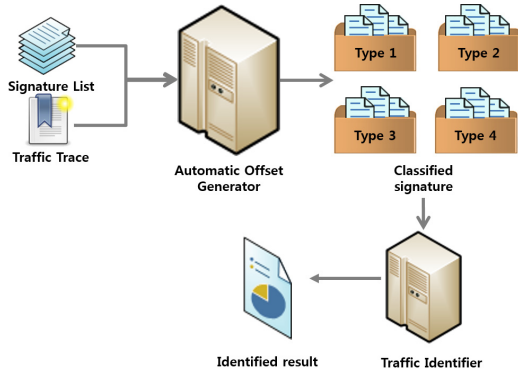 Signature List
Traffic Trace
Automatic Offset
Generator
Type 1
Type 2
Type 3
Type 4
Classified
signature
Identified result
Traffic Identifier